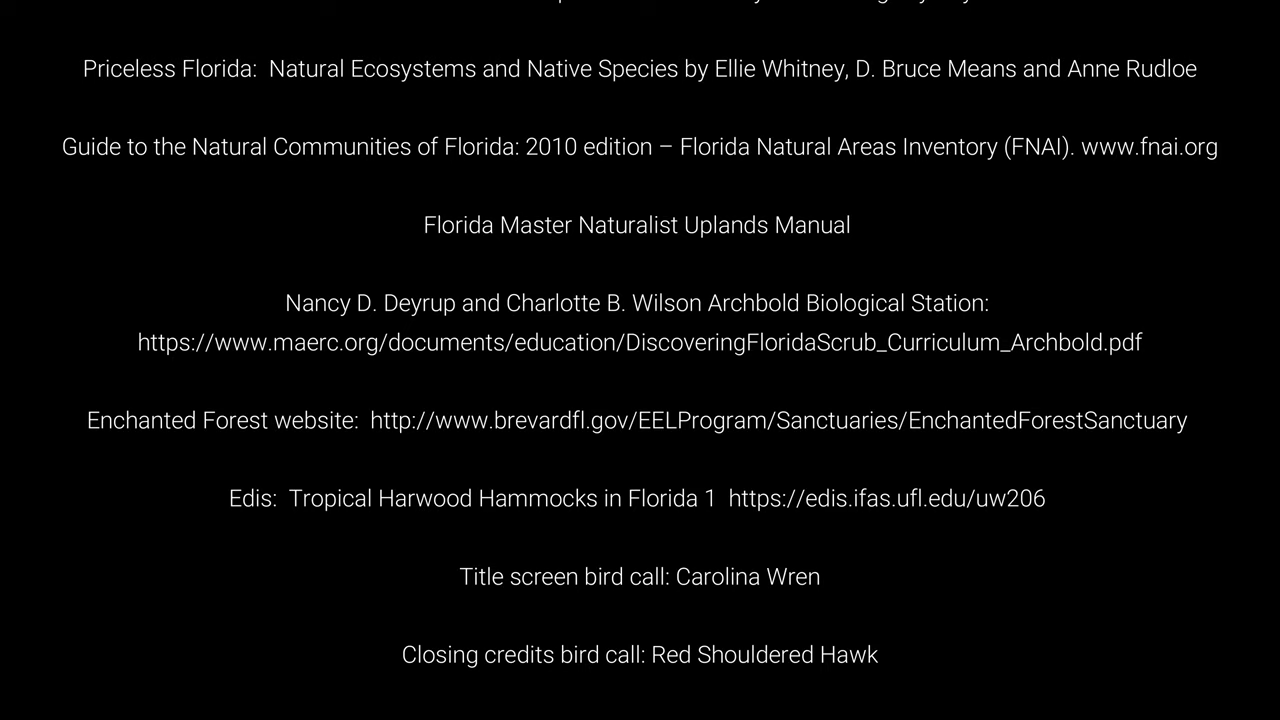 Priceless Florida:  Natural Ecosystems and Native Species by Ellie Whitney, D. Bruce Means and Anne Rudloe
Guide to the Natural Communities of Florida: 2010 edition – Florida Natural Areas Inventory (FNAI). www.fnai.org
Florida Master Naturalist Uplands Manual
Nancy D. Deyrup and Charlotte B. Wilson Archbold Biological Station:
https://www.maerc.org/documents/education/DiscoveringFloridaScrub_Curriculum_Archbold.pdf
Enchanted Forest website:  http://www.brevardfl.gov/EELProgram/Sanctuaries/EnchantedForestSanctuary
Edis:  Tropical Harwood Hammocks in Florida 1  https://edis.ifas.ufl.edu/uw206
Title screen bird call: Carolina Wren
Closing credits bird call: Red Shouldered Hawk